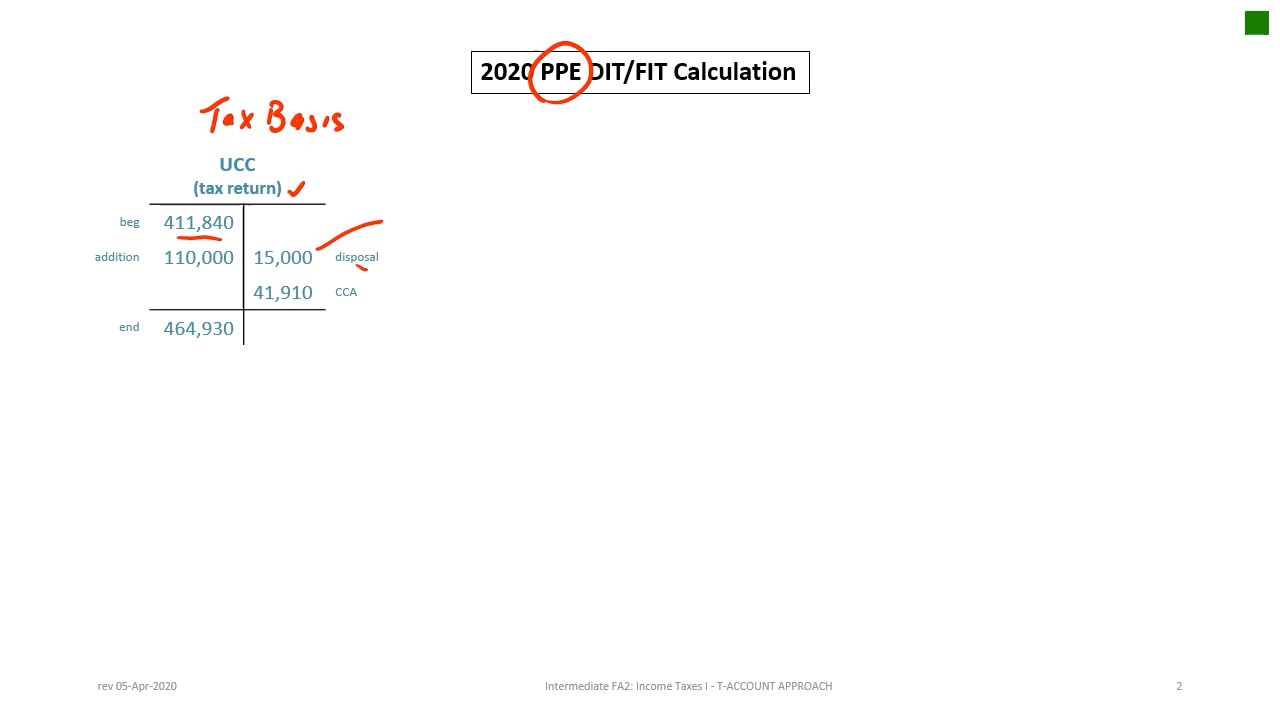 2020 PPE DIT/FIT Calculation
Tax Basis
UCC
(tax return)
beg 411,840
addition 110,000 15,000 disposal
41,910 CCA
end 464,930
rev 05-Apr-2020 Intermediate FA2: Income Taxes I - T-ACCOUNT APPROACH 2